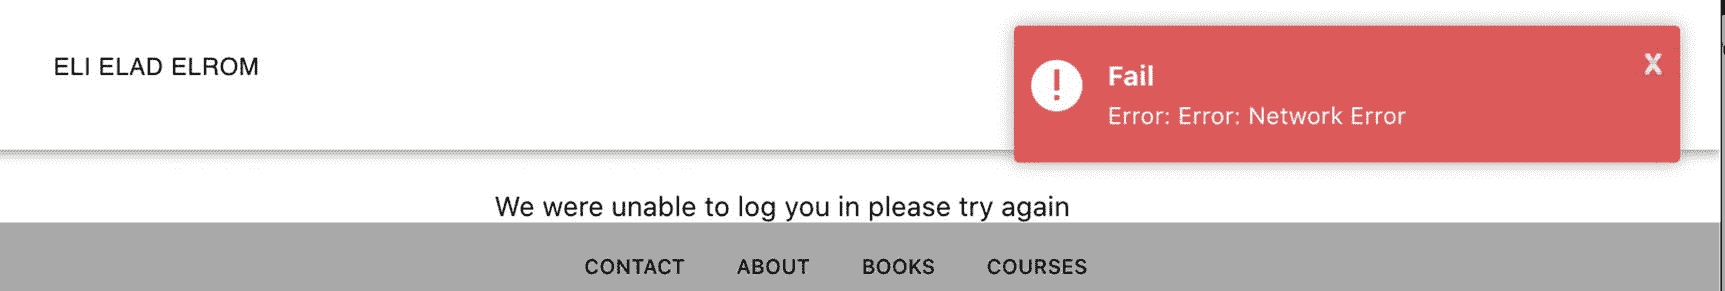 ELI ELAD ELROM
Fail
X
Error: Error: Network Error
We were unable to log you in please try again
CONTACT ABOUT BOOKS COURSES